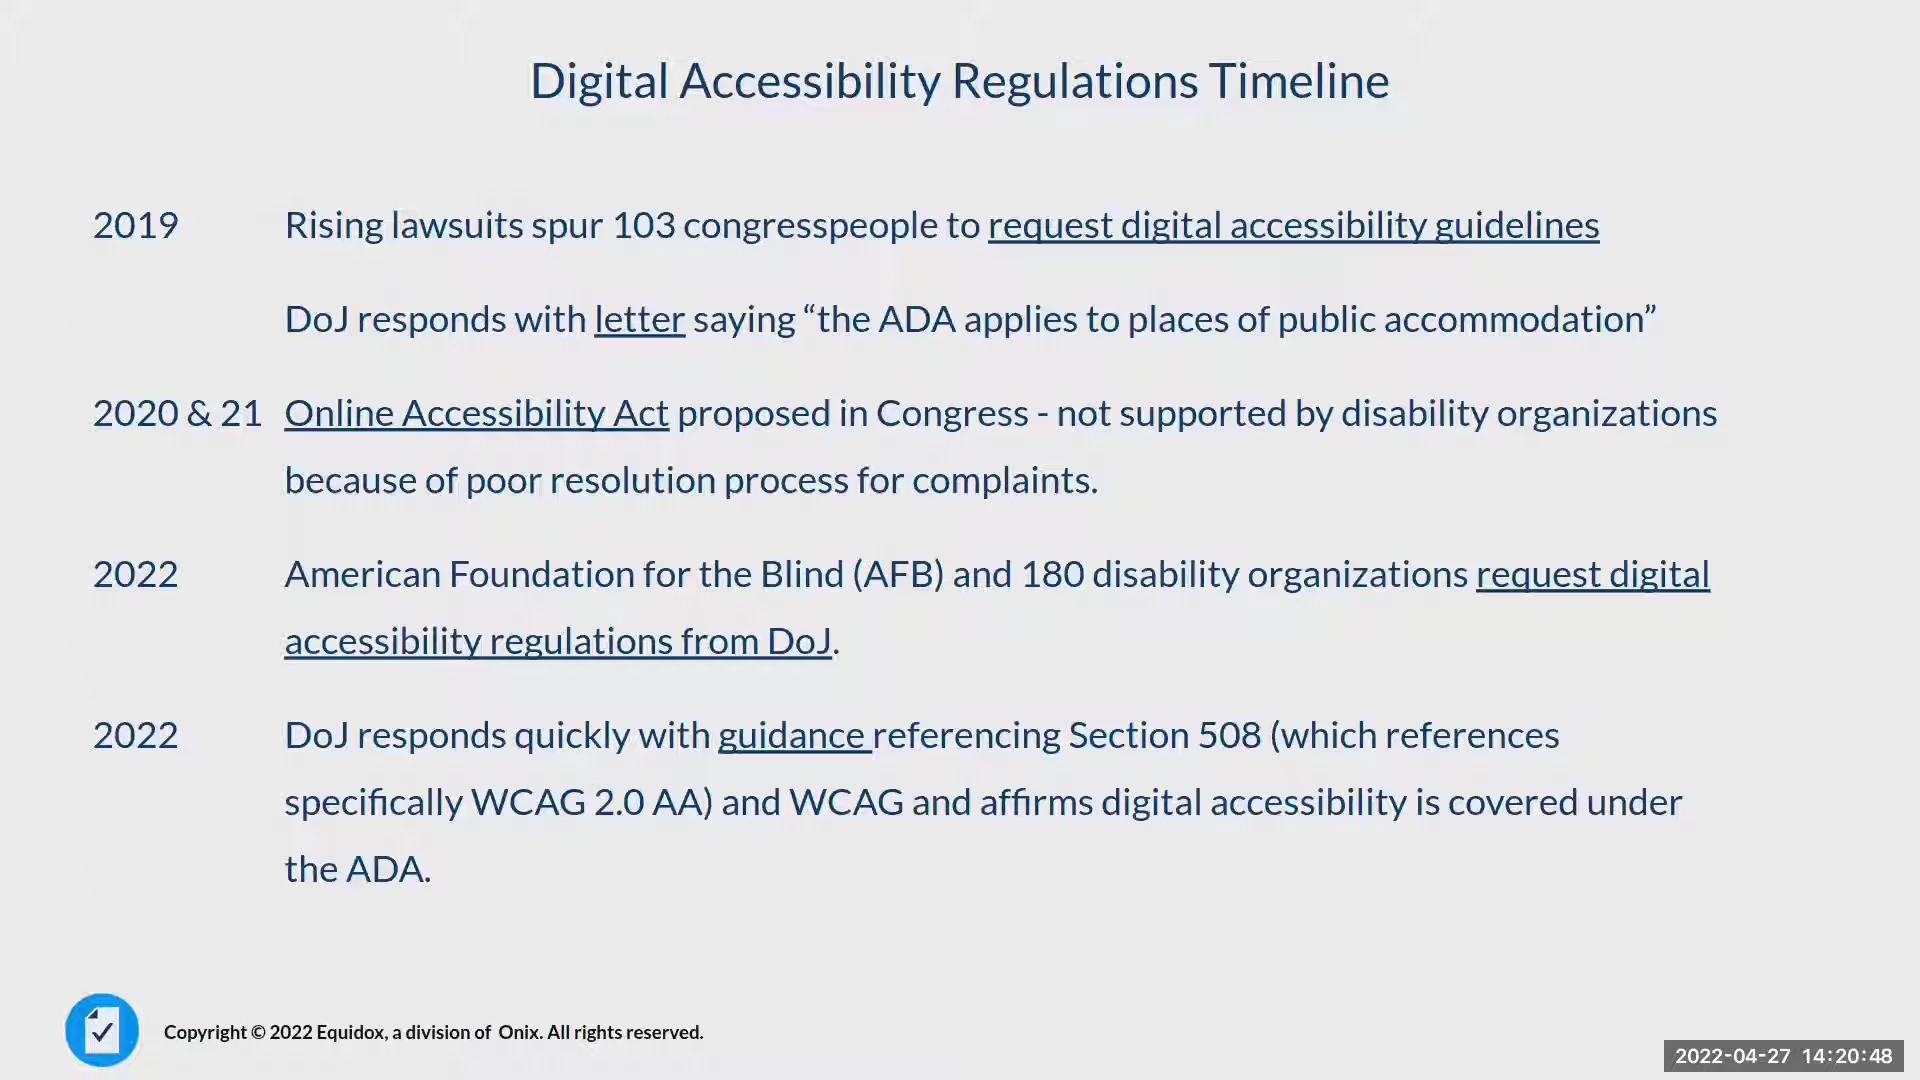 Digital Accessibility Regulations Timeline
2019 Rising lawsuits spur 103 congresspeople to request digital accessibility guidelines
DoJ responds with letter saying “the ADA applies to places of public accommodation”
2020 & 21 Online Accessibility Act proposed in Congress - not supported by disability organizations
because of poor resolution process for complaints.
2022 American Foundation for the Blind (AFB) and 180 disability organizations request digital
accessibility regulations from DoJ.
2022 DoJ responds quickly with guidance referencing Section 508 (which references
specifically WCAG 2.0 AA) and WCAG and affirms digital accessibility is covered under
the ADA.
Copyright © 2022 Equidox, a division of Onix. All rights reserved.
2022-04-27 14:20:48